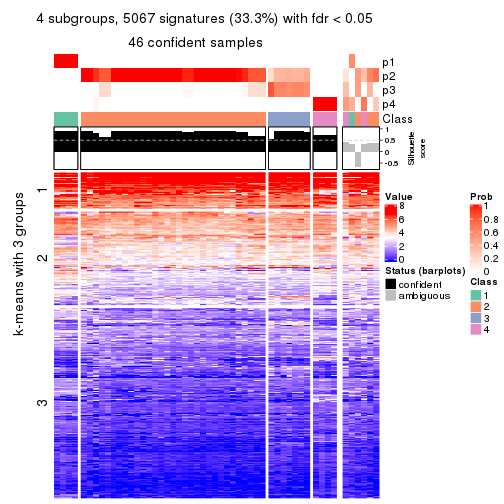 4 subgroups, 5067 signatures (33.3%) with fdr < 0.05
46 confident samples
p1
p2
p3
p4
Class
1
0.5
0
-0.5
Silhouette
score
k-means with 3 groups
1
2
3
Value
8
6
4
2
0
Status (barplots)
confident
ambiguous
Prob
1
0.8
0.6
0.4
0.2
0
Class
1
2
3
4